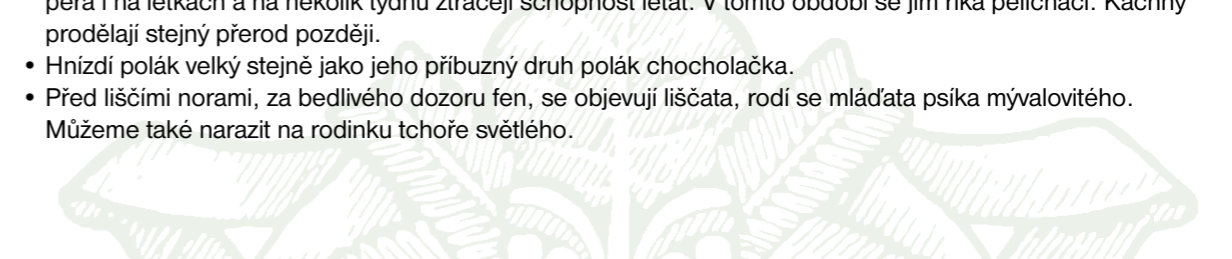 péra i na letkách a na několik týdnů ztrácejí schopnost létat. V tomto období se jim říká pelichači. Kachny
prodělají stejný přerod později.
• Hnízdí polák velký stejně jako jeho příbuzný druh polák chocholačka.
• Před liščími norami, za bedlivého dozoru fen, se objevují liščata, rodí se mláďata psíka mývalovitého.
Můžeme také narazit na rodinku tchoře světlého.